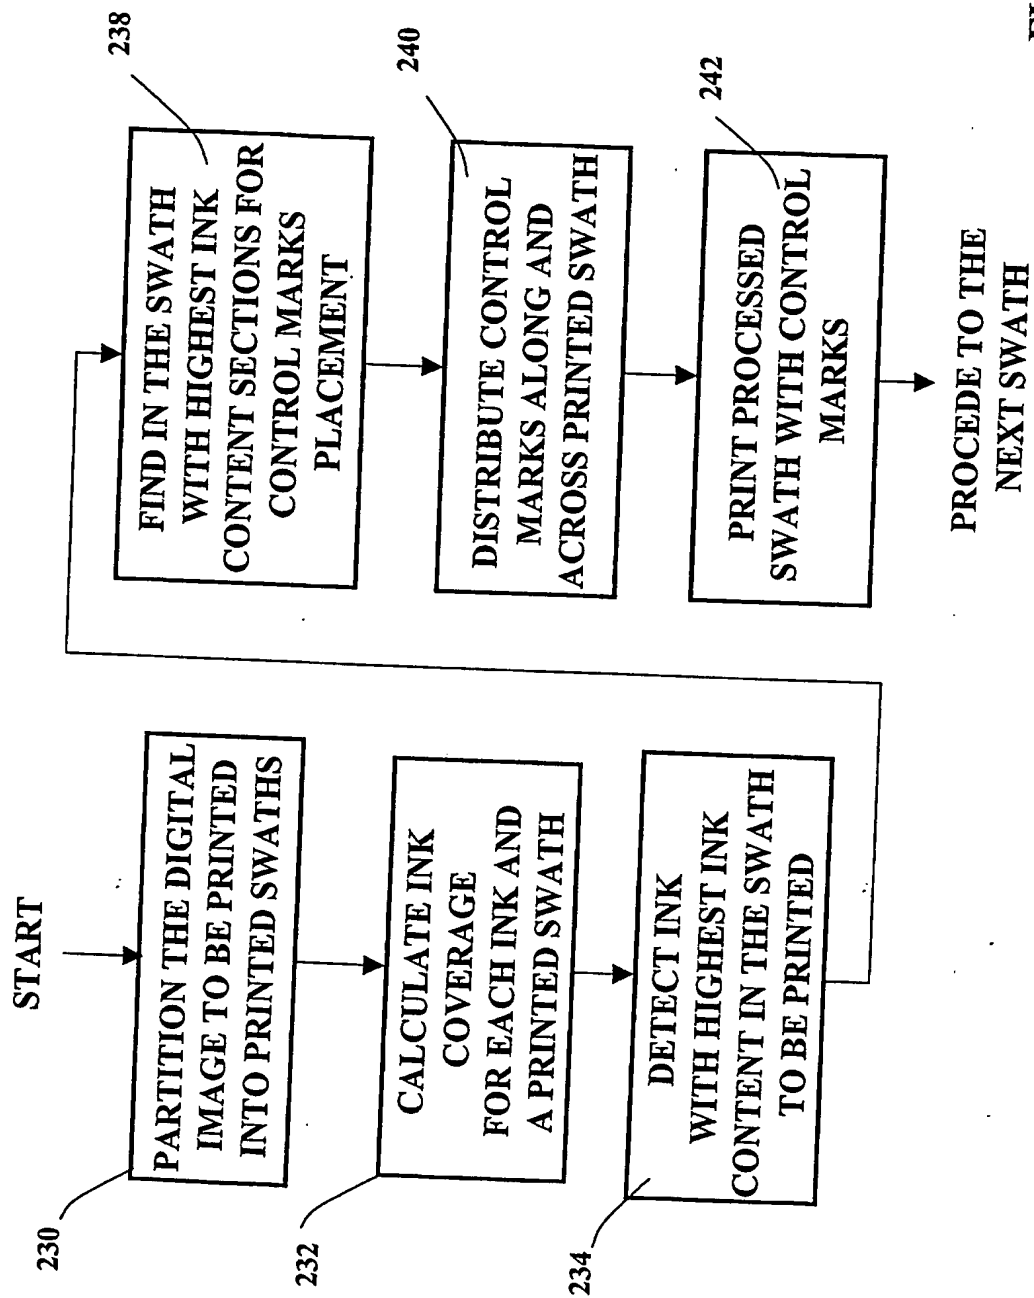 START
230
PARTITION THE DIGITAL
IMAGE TO BE PRINTED
INTO PRINTED SWATHS
232
CALCULATE INK
COVERAGE
FOR EACH INK AND
A PRINTED SWATH
234
DETECT INK
WITH HIGHEST INK
CONTENT IN THE SWATH
TO BE PRINTED
238
FIND IN THE SWATH
WITH HIGHEST INK
CONTENT SECTIONS FOR
CONTROL MARKS
PLACEMENT
240
DISTRIBUTE CONTROL
MARKS ALONG AND
ACROSS PRINTED SWATH
242
PRINT PROCESSED
SWATH WITH CONTROL
MARKS
PROCEDE TO THE
NEXT SWATH